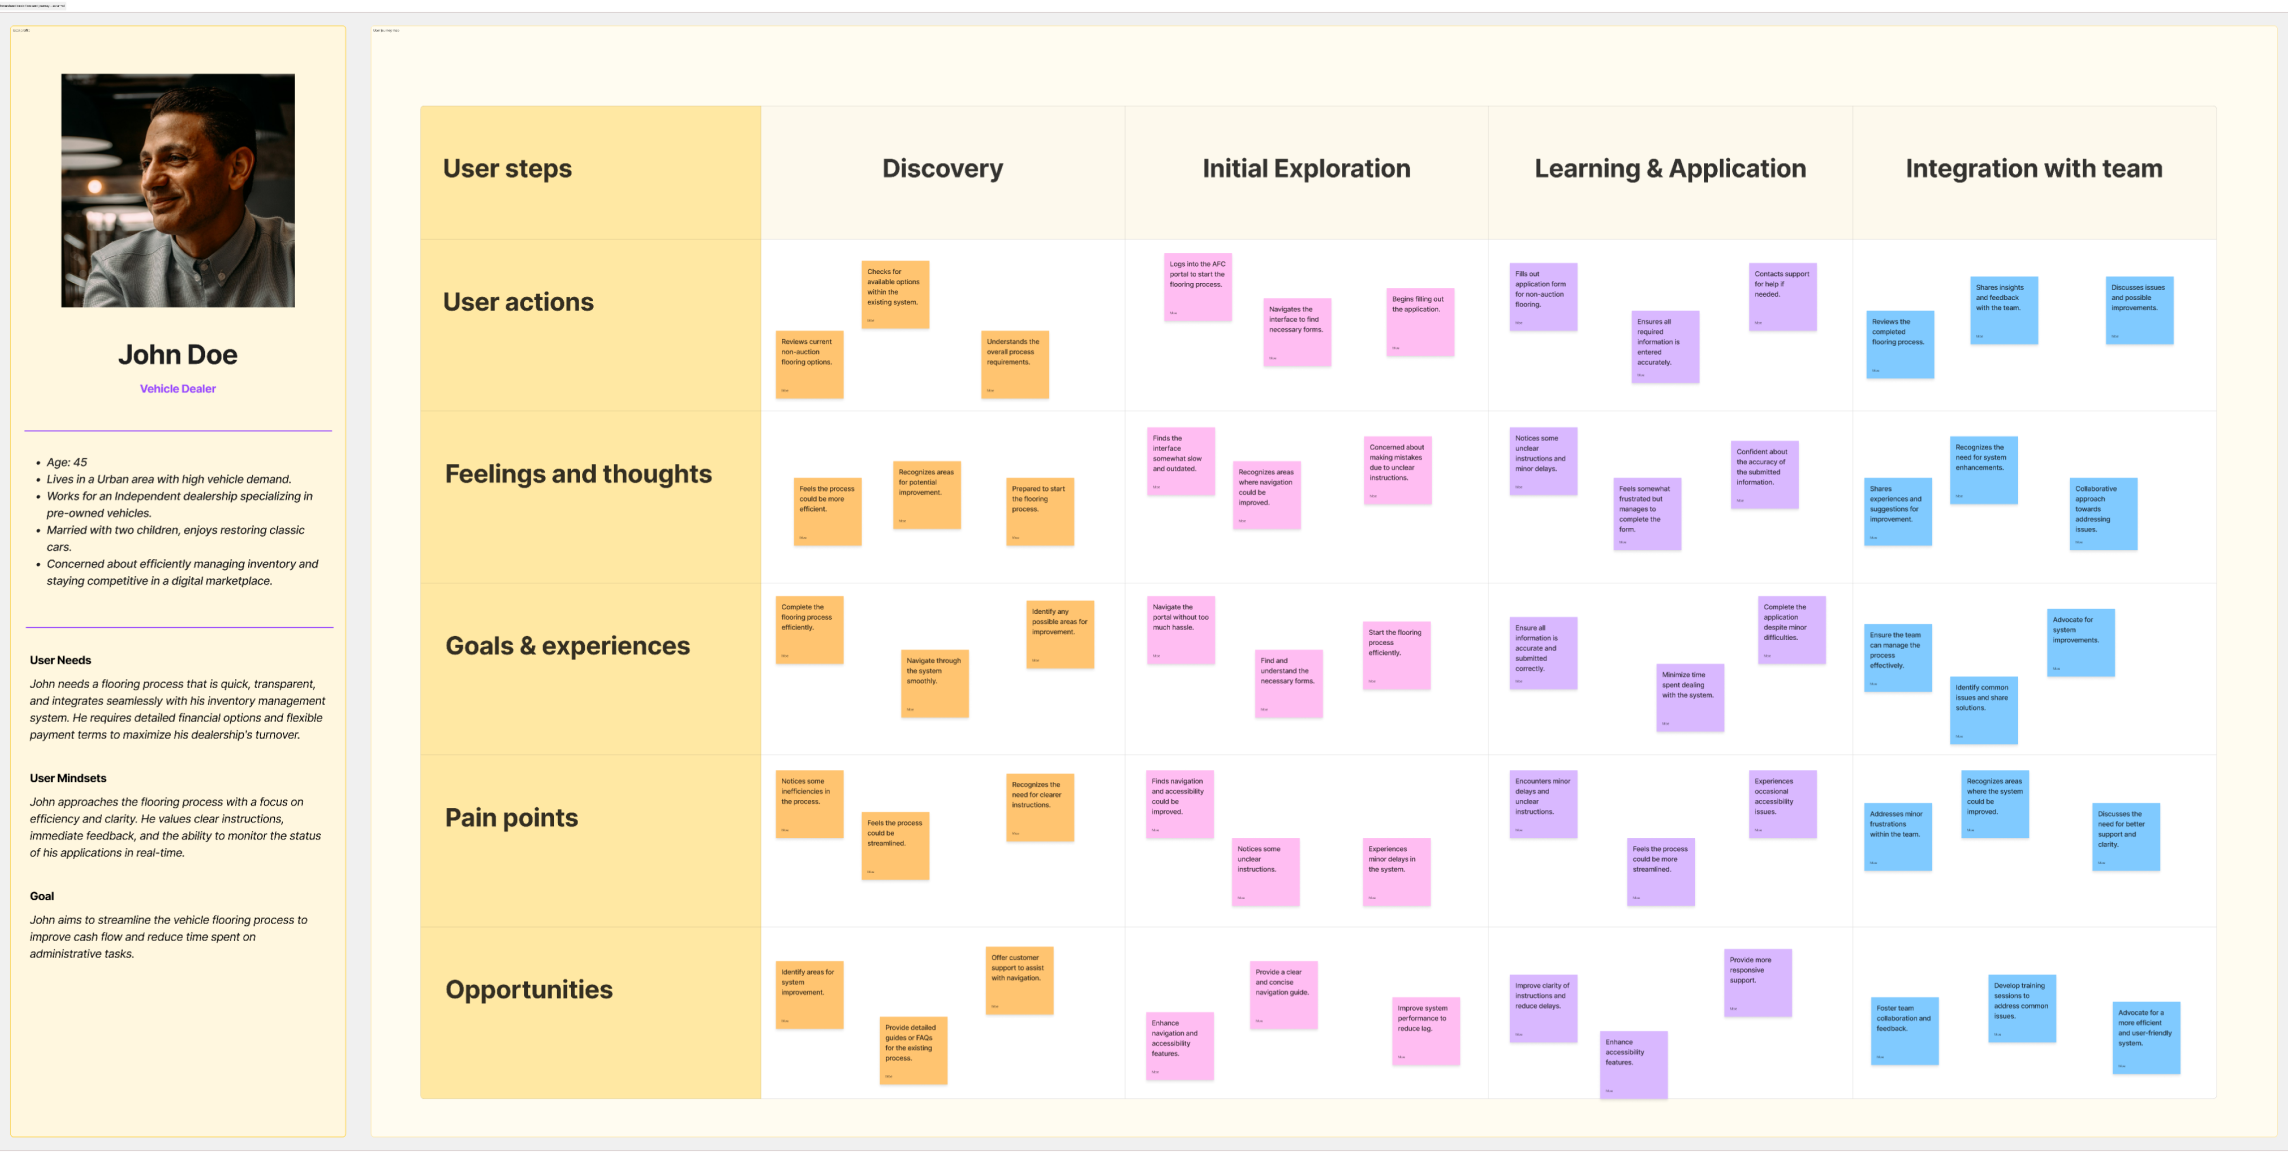 John Doe
Vehicle Dealer
• Age: 45
• Lives in a Urban area with high vehicle demand.
• Works for an Independent dealership specializing in
pre-owned vehicles.
• Married with two children, enjoys restoring classic
cars.
• Concerned about efficiently managing inventory and
staying competitive in a digital marketplace.
User Needs
John needs a flooring process that is quick, transparent,
and integrates seamlessly with his inventory management
system. He requires detailed financial options and flexible
payment terms to maximize his dealership's turnover.
User Mindsets
John approaches the flooring process with a focus on
efficiency and clarity. He values clear instructions,
immediate feedback, and the ability to monitor the status
of his applications in real-time.
Goal
John aims to streamline the vehicle flooring process to
improve cash flow and reduce time spent on
administrative tasks.
User steps
Discovery
Initial Exploration
Learning & Application
Integration with team
User actions
Reviews current
non-auction
flooring options.
Checks for
available options
within the
existing system.
Understands the
overall process
requirements.
Logs into the AFC
portal to start the
flooring process.
Navigates the
interface to find
necessary forms.
Begins filling out
the application.
Fills out
application form
for non-auction
flooring.
Ensures all
required
information is
entered
accurately.
Contacts support
for help if
needed.
Reviews the
completed
flooring process.
Shares insights
and feedback
with the team.
Discusses issues
and possible
improvements.
Feelings and thoughts
Feels the process
could be more
efficient.
Recognizes areas
for potential
improvement.
Prepared to start
the flooring
process.
Finds the
interface
somewhat slow
and outdated.
Recognizes areas
where navigation
could be
improved.
Concerned about
making mistakes
due to unclear
instructions.
Notices some
unclear
instructions and
minor delays.
Feels somewhat
frustrated but
manages to
complete the
form.
Confident about
the accuracy of
the submitted
information.
Shares
experiences and
suggestions for
improvement.
Recognizes the
need for system
enhancements.
Collaborative
approach
towards
addressing
issues.
Goals & experiences
Complete the
flooring process
efficiently.
Navigate through
the system
smoothly.
Identify any
possible areas for
improvement.
Navigate the
portal without too
much hassle.
Find and
understand the
necessary forms.
Start the flooring
process
efficiently.
Ensure all
information is
accurate and
submitted
correctly.
Minimize time
spent dealing
with the system.
Complete the
application
despite minor
difficulties.
Ensure the team
can manage the
process
effectively.
Identify common
issues and share
solutions.
Advocate for
system
improvements.
Pain points
Notices some
inefficiencies in
the process.
Feels the process
could be
streamlined.
Recognizes the
need for clearer
instructions.
Finds navigation
and accessibility
could be
improved.
Notices some
unclear
instructions.
Experiences
minor delays in
the system.
Encounters minor
delays and
unclear
instructions.
Feels the process
could be more
streamlined.
Experiences
occasional
accessibility
issues.
Addresses minor
frustrations
within the team.
Recognizes areas
where the system
could be
improved.
Discusses the
need for better
support and
clarity.
Opportunities
Identify areas for
system
improvement.
Provide detailed
guides or FAQs
for the existing
process.
Offer customer
support to assist
with navigation.
Enhance
navigation and
accessibility
features.
Provide a clear
and concise
navigation guide.
Improve system
performance to
reduce lag.
Improve clarity of
instructions and
reduce delays.
Enhance
accessibility
features.
Provide more
responsive
support.
Foster team
collaboration and
feedback.
Develop training
sessions to
address common
issues.
Advocate for a
more efficient
and user-friendly
system.